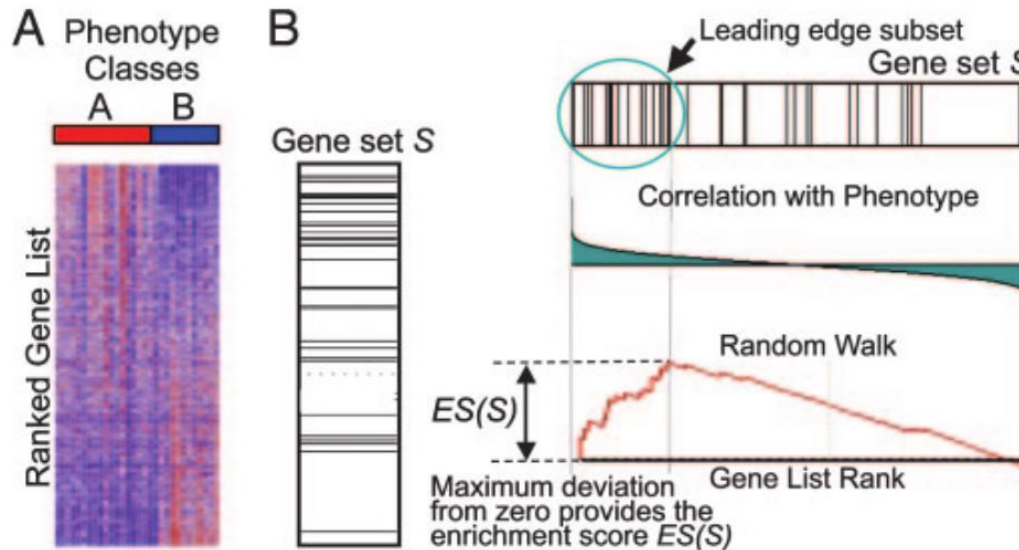 A
Phenotype
Classes
A B
Ranked Gene List
B
Gene set S
Leading edge subset
Gene set S
Correlation with Phenotype
Random Walk
ES(S)
Gene List Rank
Maximum deviation
from zero provides the
enrichment score ES(S)